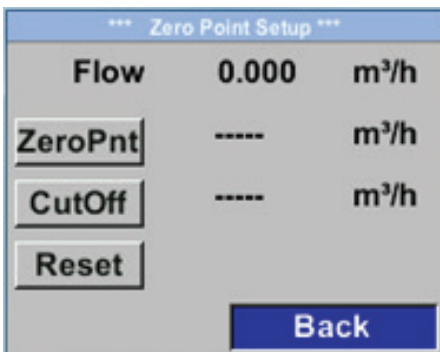 *** Zero Point Setup ***
Flow 0.000 m³/h
ZeroPnt ----- m³/h
CutOff ----- m³/h
Reset
Back